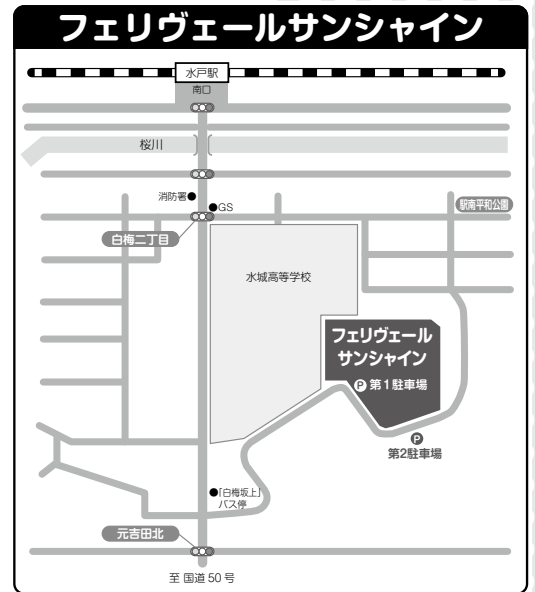 フェリヴェールサンシャイン
水戸駅
南口
桜川
消防署
GS
駅南平和公園
白梅二丁目
水城高等学校
フェリヴェール
サンシャイン
P 第1駐車場
P
第2駐車場
「白梅坂上」
バス停
元吉田北
至 国道50号